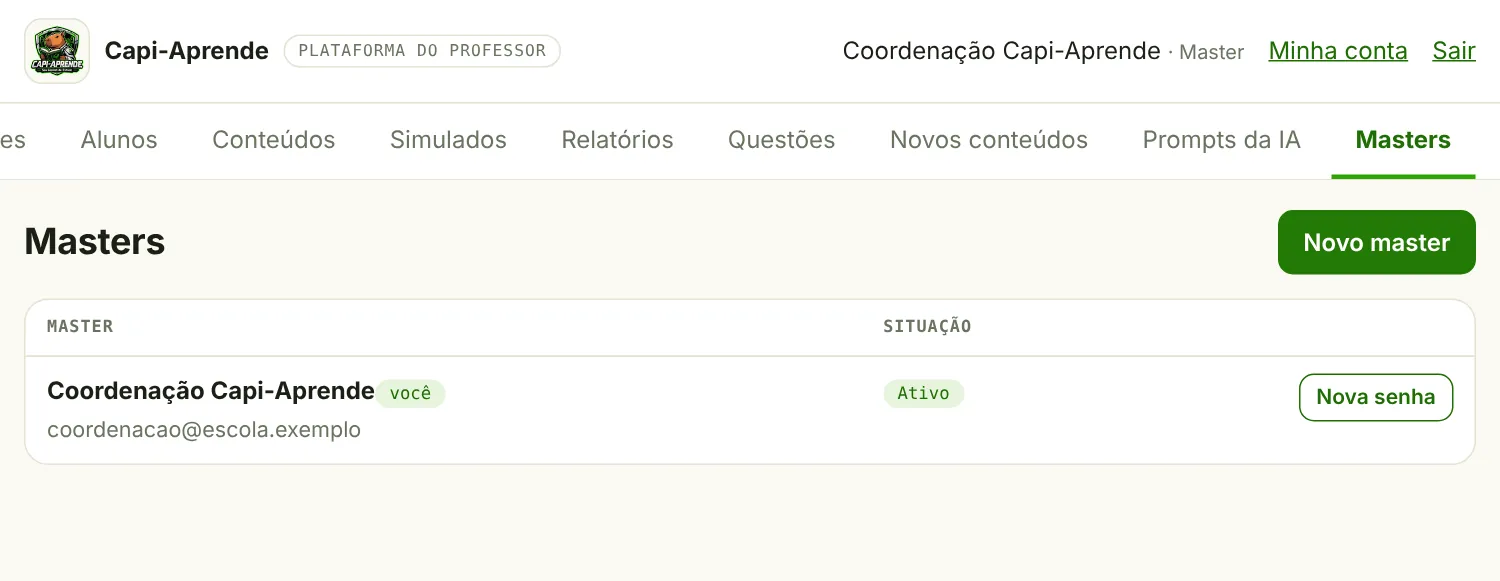 CAPI-APRENDE
Capi-Aprende
PLATAFORMA DO PROFESSOR
Coordenação Capi-Aprende · Master
Minha conta
Sair
es
Alunos
Conteúdos
Simulados
Relatórios
Questões
Novos conteúdos
Prompts da IA
Masters
Masters
Novo master
MASTER
SITUAÇÃO
Coordenação Capi-Aprende você
Ativo
Nova senha
coordenacao@escola.exemplo